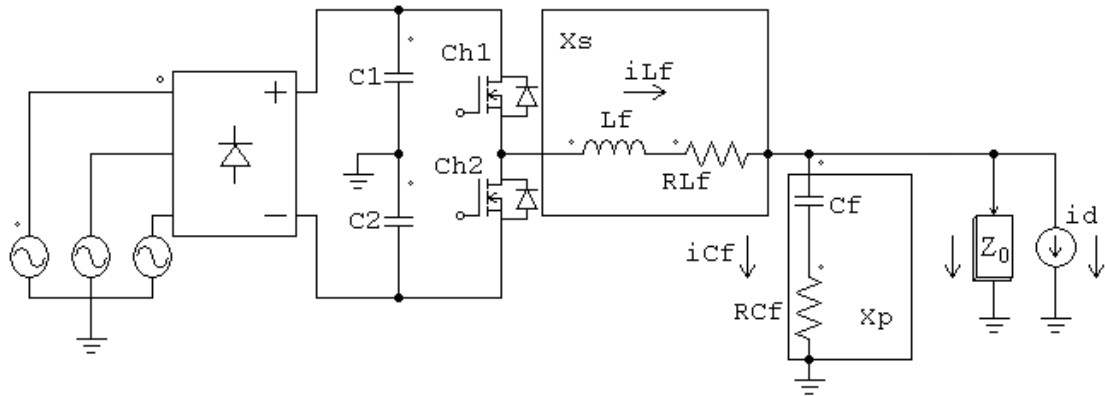 Xs
Ch1
iLf
C1
+
Lf
Ch2
RLf
C2
−
Cf
iCf
Z0
id
RCf
Xp